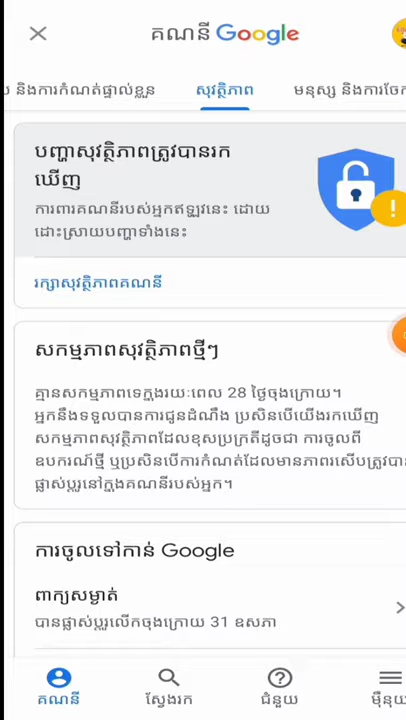 គណនី Google
និងការកំណត់ផ្ទាល់ខ្លួន សុវត្ថិភាព មនុស្ស និងការចែក
បញ្ហាសុវត្ថិភាពត្រូវបានរក
ឃើញ
ការពារគណនីរបស់អ្នកឥឡូវនេះ ដោយ
ដោះស្រាយបញ្ហាទាំងនេះ
រក្សាសុវត្ថិភាពគណនី
សកម្មភាពសុវត្ថិភាពថ្មីៗ
គ្មានសកម្មភាពទេក្នុងរយៈពេល 28 ថ្ងៃចុងក្រោយ។
អ្នកនឹងទទួលបានការជូនដំណឹង ប្រសិនបើយើងរកឃើញ
សកម្មភាពសុវត្ថិភាពដែលខុសប្រក្រតីដូចជា ការចូលពី
ឧបករណ៍ថ្មី ឬប្រសិនបើការកំណត់ដែលមានភាពរសើបត្រូវបាន
ផ្លាស់ប្ដូរនៅក្នុងគណនីរបស់អ្នក។
ការចូលទៅកាន់ Google
ពាក្យសម្ងាត់
បានផ្លាស់ប្ដូរលើកចុងក្រោយ 31 ឧសភា
គណនី ស្វែងរក ជំនួយ ម៉ឺនុយ